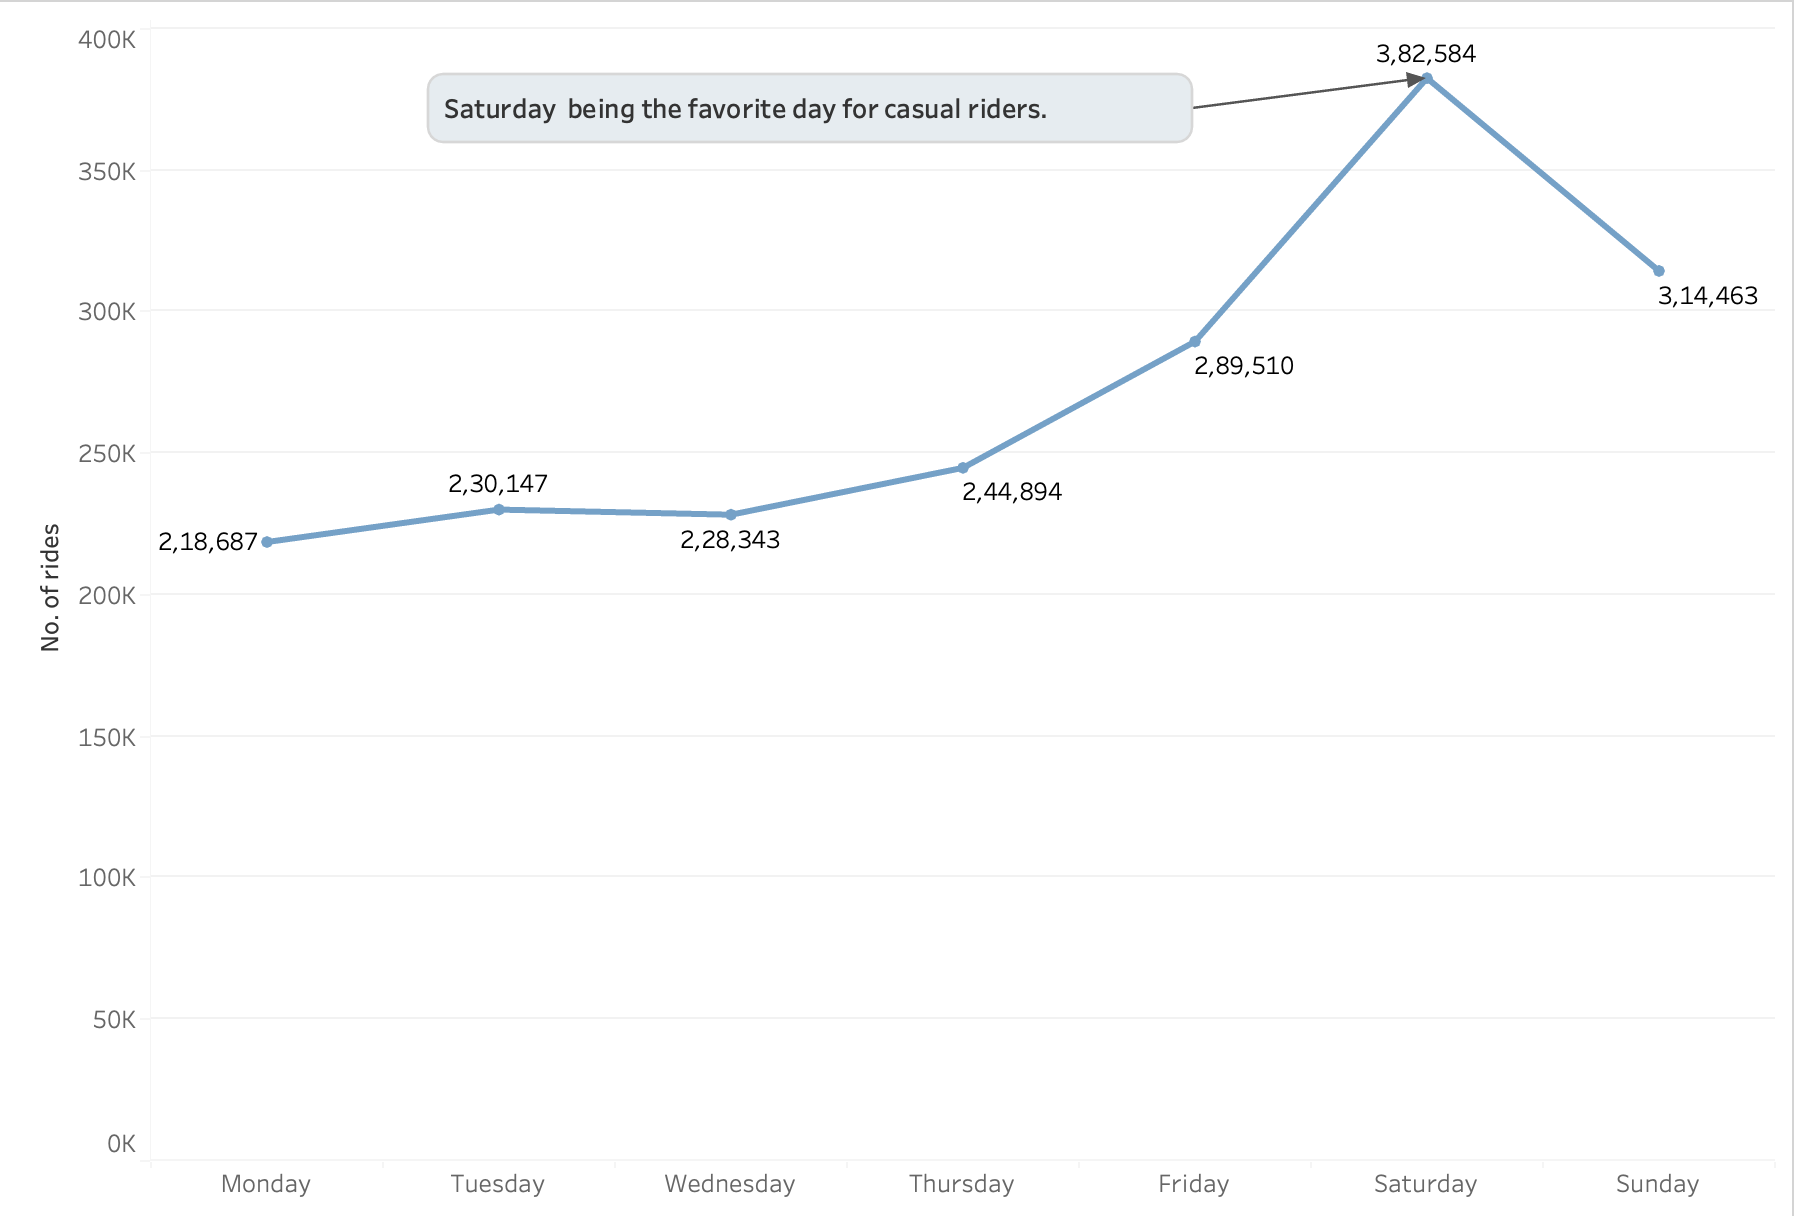 400K
350K
300K
250K
200K
150K
100K
50K
0K
No. of rides
Saturday  being the favorite day for casual riders.
2,18,687
2,30,147
2,28,343
2,44,894
2,89,510
3,82,584
3,14,463
Monday
Tuesday
Wednesday
Thursday
Friday
Saturday
Sunday